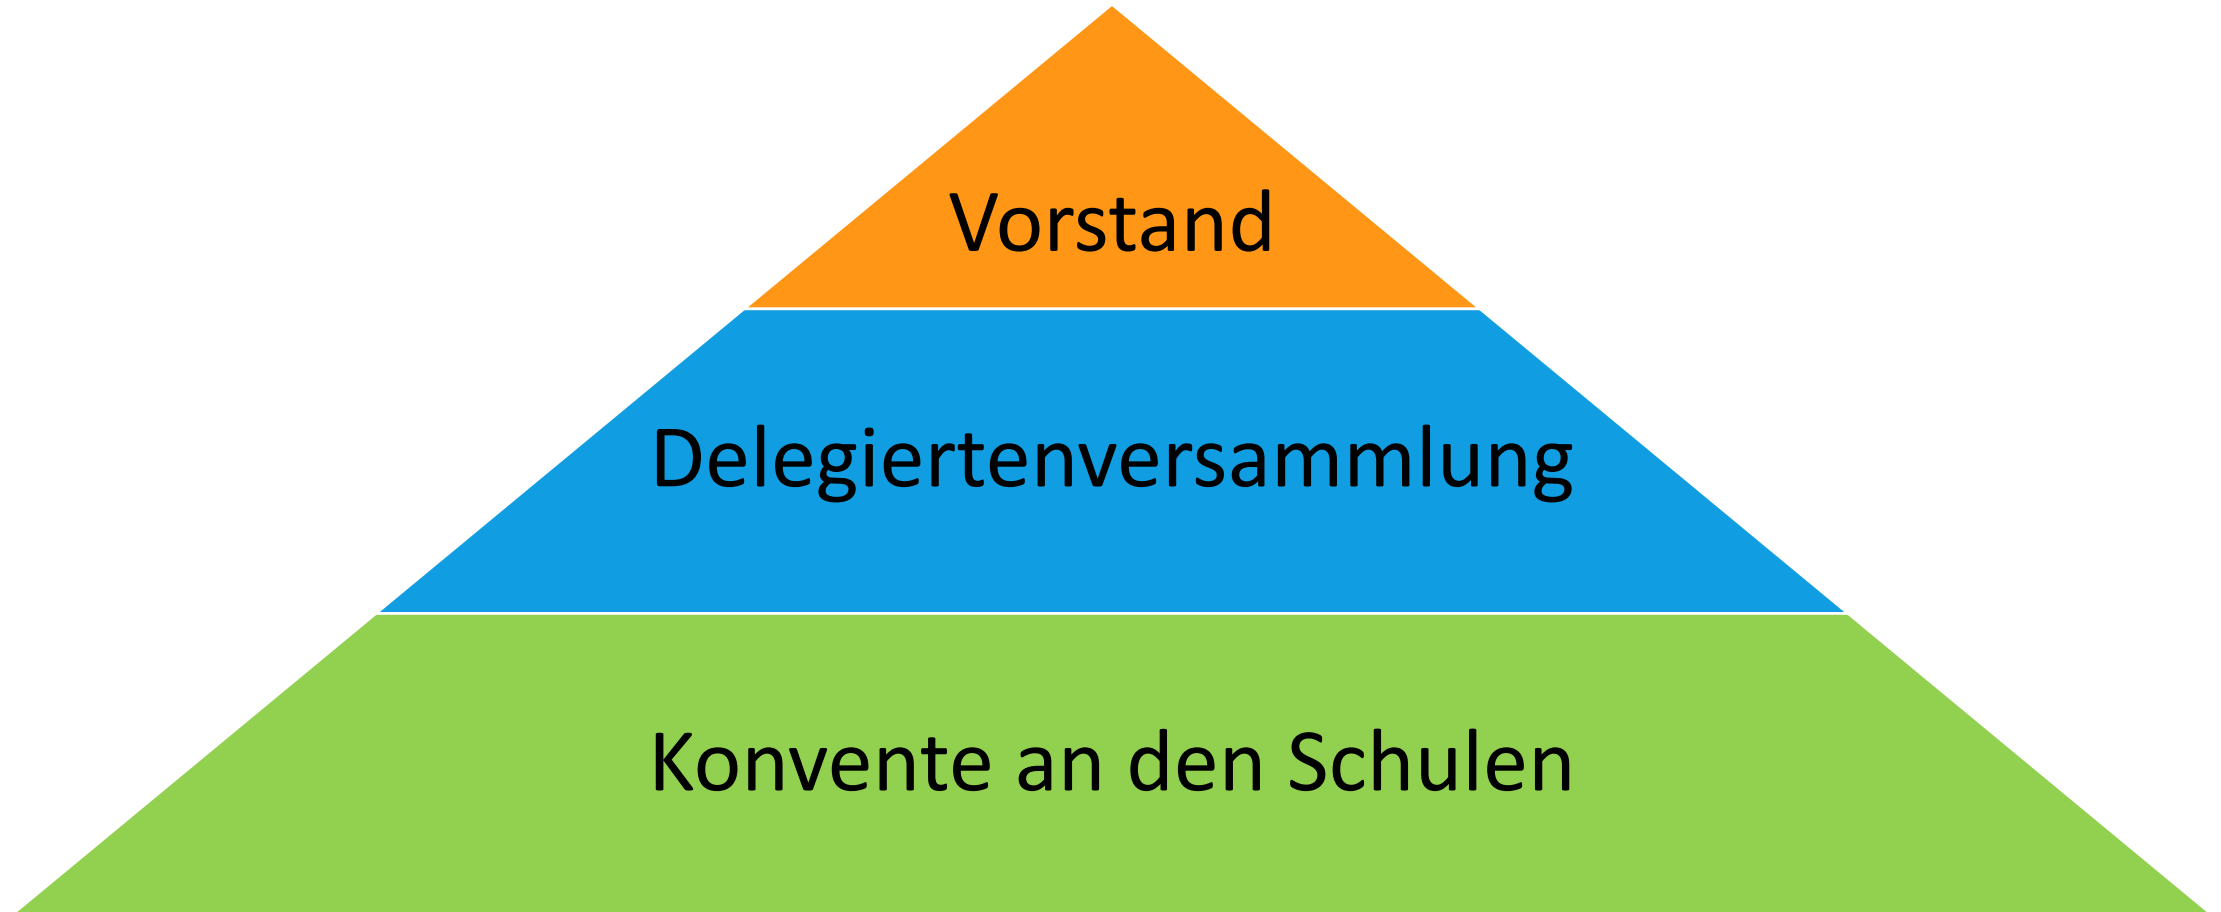 Vorstand
Delegiertenversammlung
Konvente an den Schulen